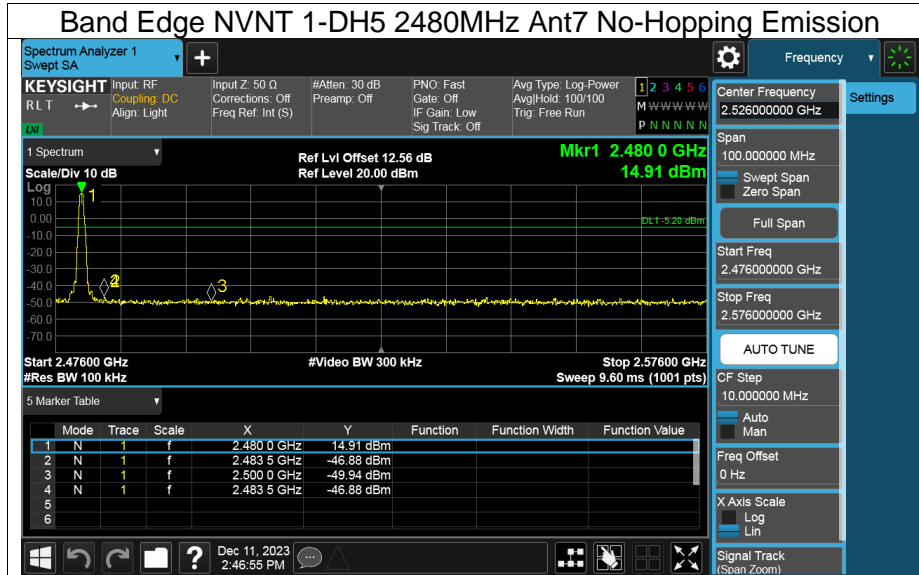 Band Edge NVNT 1-DH5 2480MHz Ant7 No-Hopping Emission
Spectrum Analyzer 1
Swept SA
+
Frequency
KEYSIGHT
RLT
LXI
Input: RF
Coupling: DC
Align: Light
Input Z: 50 Ω
Corrections: Off
Freq Ref: Int (S)
#Atten: 30 dB
Preamp: Off
PNO: Fast
Gate: Off
IF Gain: Low
Sig Track: Off
Avg Type: Log-Power
Avg|Hold: 100/100
Trig: Free Run
1 2 3 4 5 6
M W W W W W
P N N N N N
Center Frequency
2.526000000 GHz
Settings
Span
100.000000 MHz
Swept Span
Zero Span
Full Span
Start Freq
2.476000000 GHz
Stop Freq
2.576000000 GHz
AUTO TUNE
CF Step
10.000000 MHz
Auto
Man
Freq Offset
0 Hz
X Axis Scale
Log
Lin
Signal Track
(Span Zoom)
1 Spectrum
Scale/Div 10 dB
Ref Lvl Offset 12.56 dB
Ref Level 20.00 dBm
Mkr1 2.480 0 GHz
14.91 dBm
Log
10.0
0.00
-10.0
-20.0
-30.0
-40.0
-50.0
-60.0
-70.0
1
3
DL1 -5.20 dBm
Start 2.47600 GHz
#Res BW 100 kHz
#Video BW 300 kHz
Stop 2.57600 GHz
Sweep 9.60 ms (1001 pts)
5 Marker Table
Mode Trace Scale X Y Function Function Width Function Value
1 N 1 f 2.480 0 GHz 14.91 dBm
2 N 1 f 2.483 5 GHz -46.88 dBm
3 N 1 f 2.500 0 GHz -49.94 dBm
4 N 1 f 2.483 5 GHz -46.88 dBm
5
6
?
Dec 11, 2023
2:46:55 PM